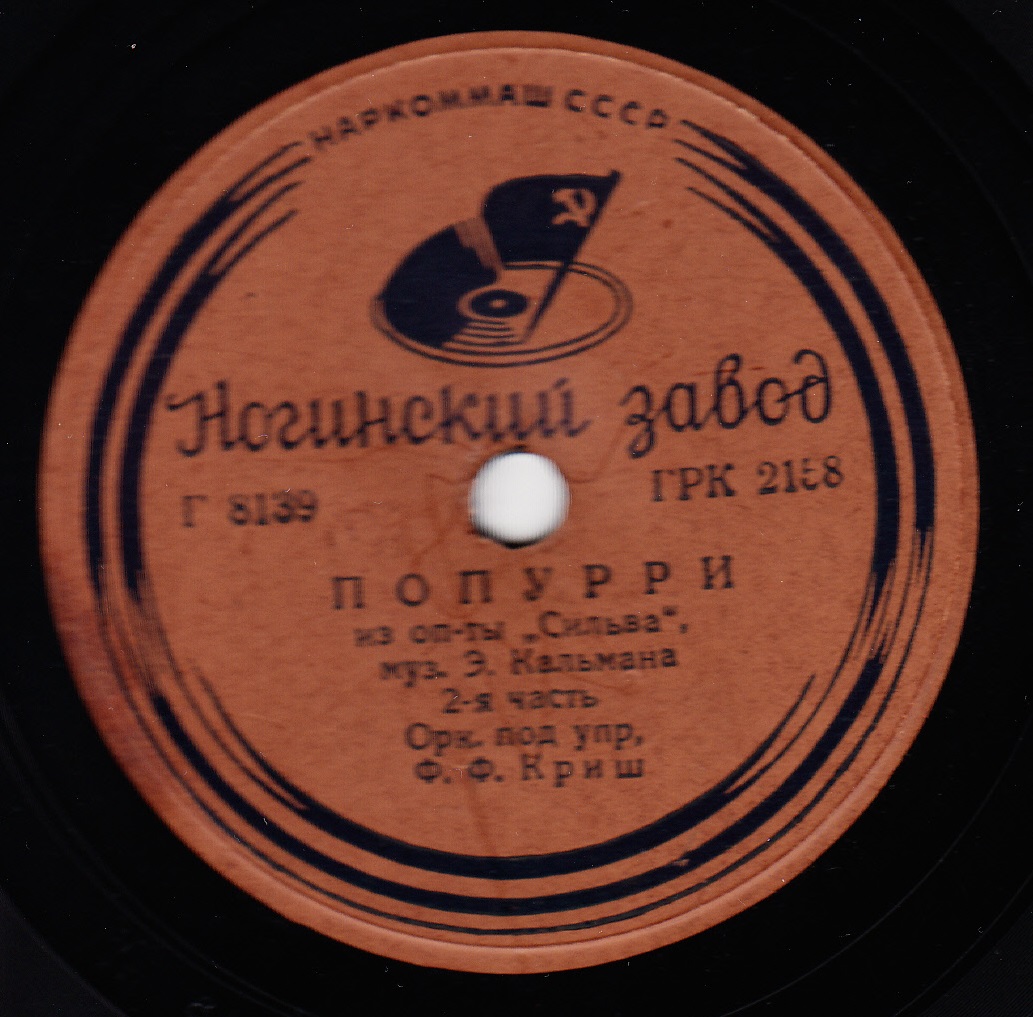 НАРКОММАШ СССР
Ногинский завод
Г 8139
ГРК 2158
ПОПУРРИ
из оп-ты „Сильва“,
муз. Э. Кальмана
2-я часть
Орк. под упр.
Ф. Ф. Криш